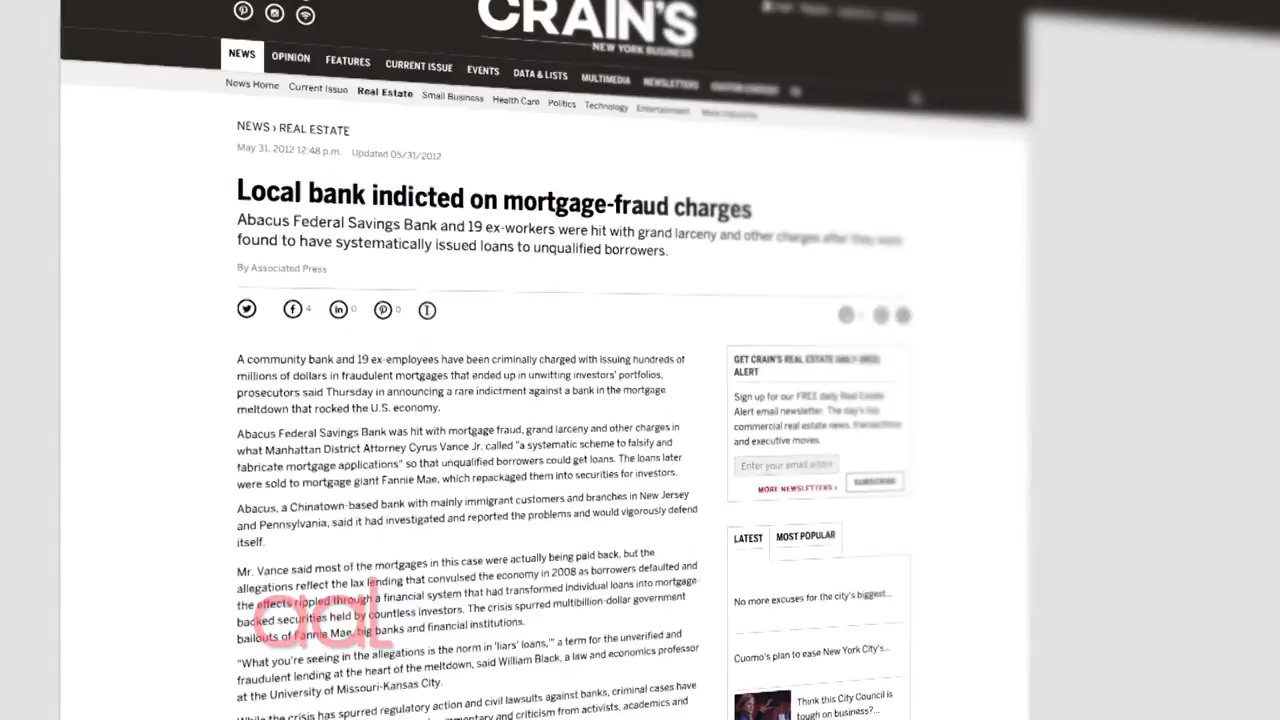 CRAIN'S
NEW YORK BUSINESS
NEWS OPINION FEATURES CURRENT ISSUE EVENTS DATA & LISTS MULTIMEDIA NEWSLETTERS
News Home Current Issue Real Estate Small Business Health Care Politics Technology Entertainment
NEWS › REAL ESTATE
May 31, 2012 12:48 p.m. Updated 05/31/2012
Local bank indicted on mortgage-fraud charges
Abacus Federal Savings Bank and 19 ex-workers were hit with grand larceny and other charges after they were
found to have systematically issued loans to unqualified borrowers.
By Associated Press
4 0 0
A community bank and 19 ex-employees have been criminally charged with issuing hundreds of
millions of dollars in fraudulent mortgages that ended up in unwitting investors' portfolios,
prosecutors said Thursday in announcing a rare indictment against a bank in the mortgage
meltdown that rocked the U.S. economy.
Abacus Federal Savings Bank was hit with mortgage fraud, grand larceny and other charges in
what Manhattan District Attorney Cyrus Vance Jr. called "a systematic scheme to falsify and
fabricate mortgage applications" so that unqualified borrowers could get loans. The loans later
were sold to mortgage giant Fannie Mae, which repackaged them into securities for investors.
Abacus, a Chinatown-based bank with mainly immigrant customers and branches in New Jersey
and Pennsylvania, said it had investigated and reported the problems and would vigorously defend
itself.
Mr. Vance said most of the mortgages in this case were actually being paid back, but the
allegations reflect the lax lending that convulsed the economy in 2008 as borrowers defaulted and
the effects rippled through a financial system that had transformed individual loans into mortgage-
backed securities held by countless investors. The crisis spurred multibillion-dollar government
bailouts of Fannie Mae, big banks and financial institutions.
"What you're seeing in the allegations is the norm in 'liars' loans,'" a term for the unverified and
fraudulent lending at the heart of the meltdown, said William Black, a law and economics professor
at the University of Missouri-Kansas City.
While the crisis has spurred regulatory action and civil lawsuits against banks, criminal cases have
commentary and criticism from activists, academics and
GET CRAIN'S REAL ESTATE DAILY (RED)
ALERT
Sign up for our FREE daily Real Estate
Alert email newsletter. The day's top
commercial real estate news, transactions
and executive moves.
Enter your email address
MORE NEWSLETTERS › SUBSCRIBE
LATEST MOST POPULAR
No more excuses for the city's biggest...
Cuomo's plan to ease New York City's...
Think this City Council is
tough on business?...